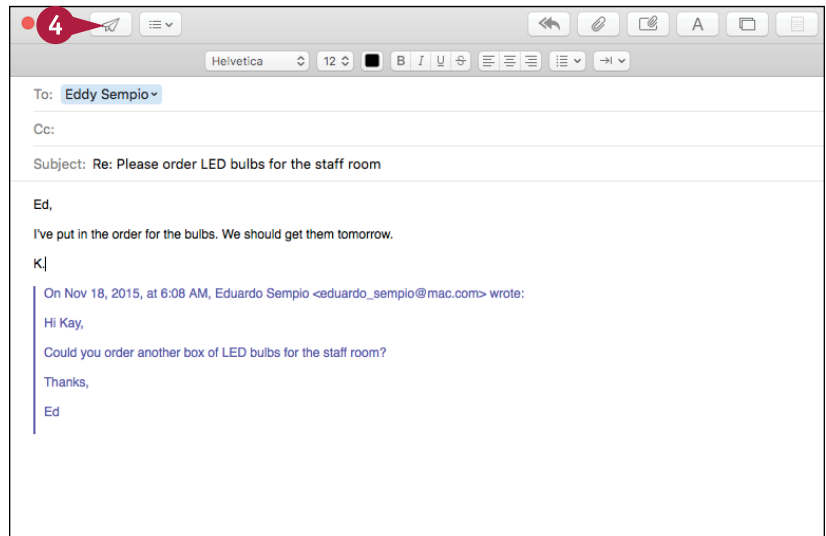 4
Helvetica 12 B I U S
A
To: Eddy Sempio
Cc:
Subject: Re: Please order LED bulbs for the staff room
Ed,
I've put in the order for the bulbs. We should get them tomorrow.
K.
On Nov 18, 2015, at 6:08 AM, Eduardo Sempio <eduardo_sempio@mac.com> wrote:
Hi Kay,
Could you order another box of LED bulbs for the staff room?
Thanks,
Ed